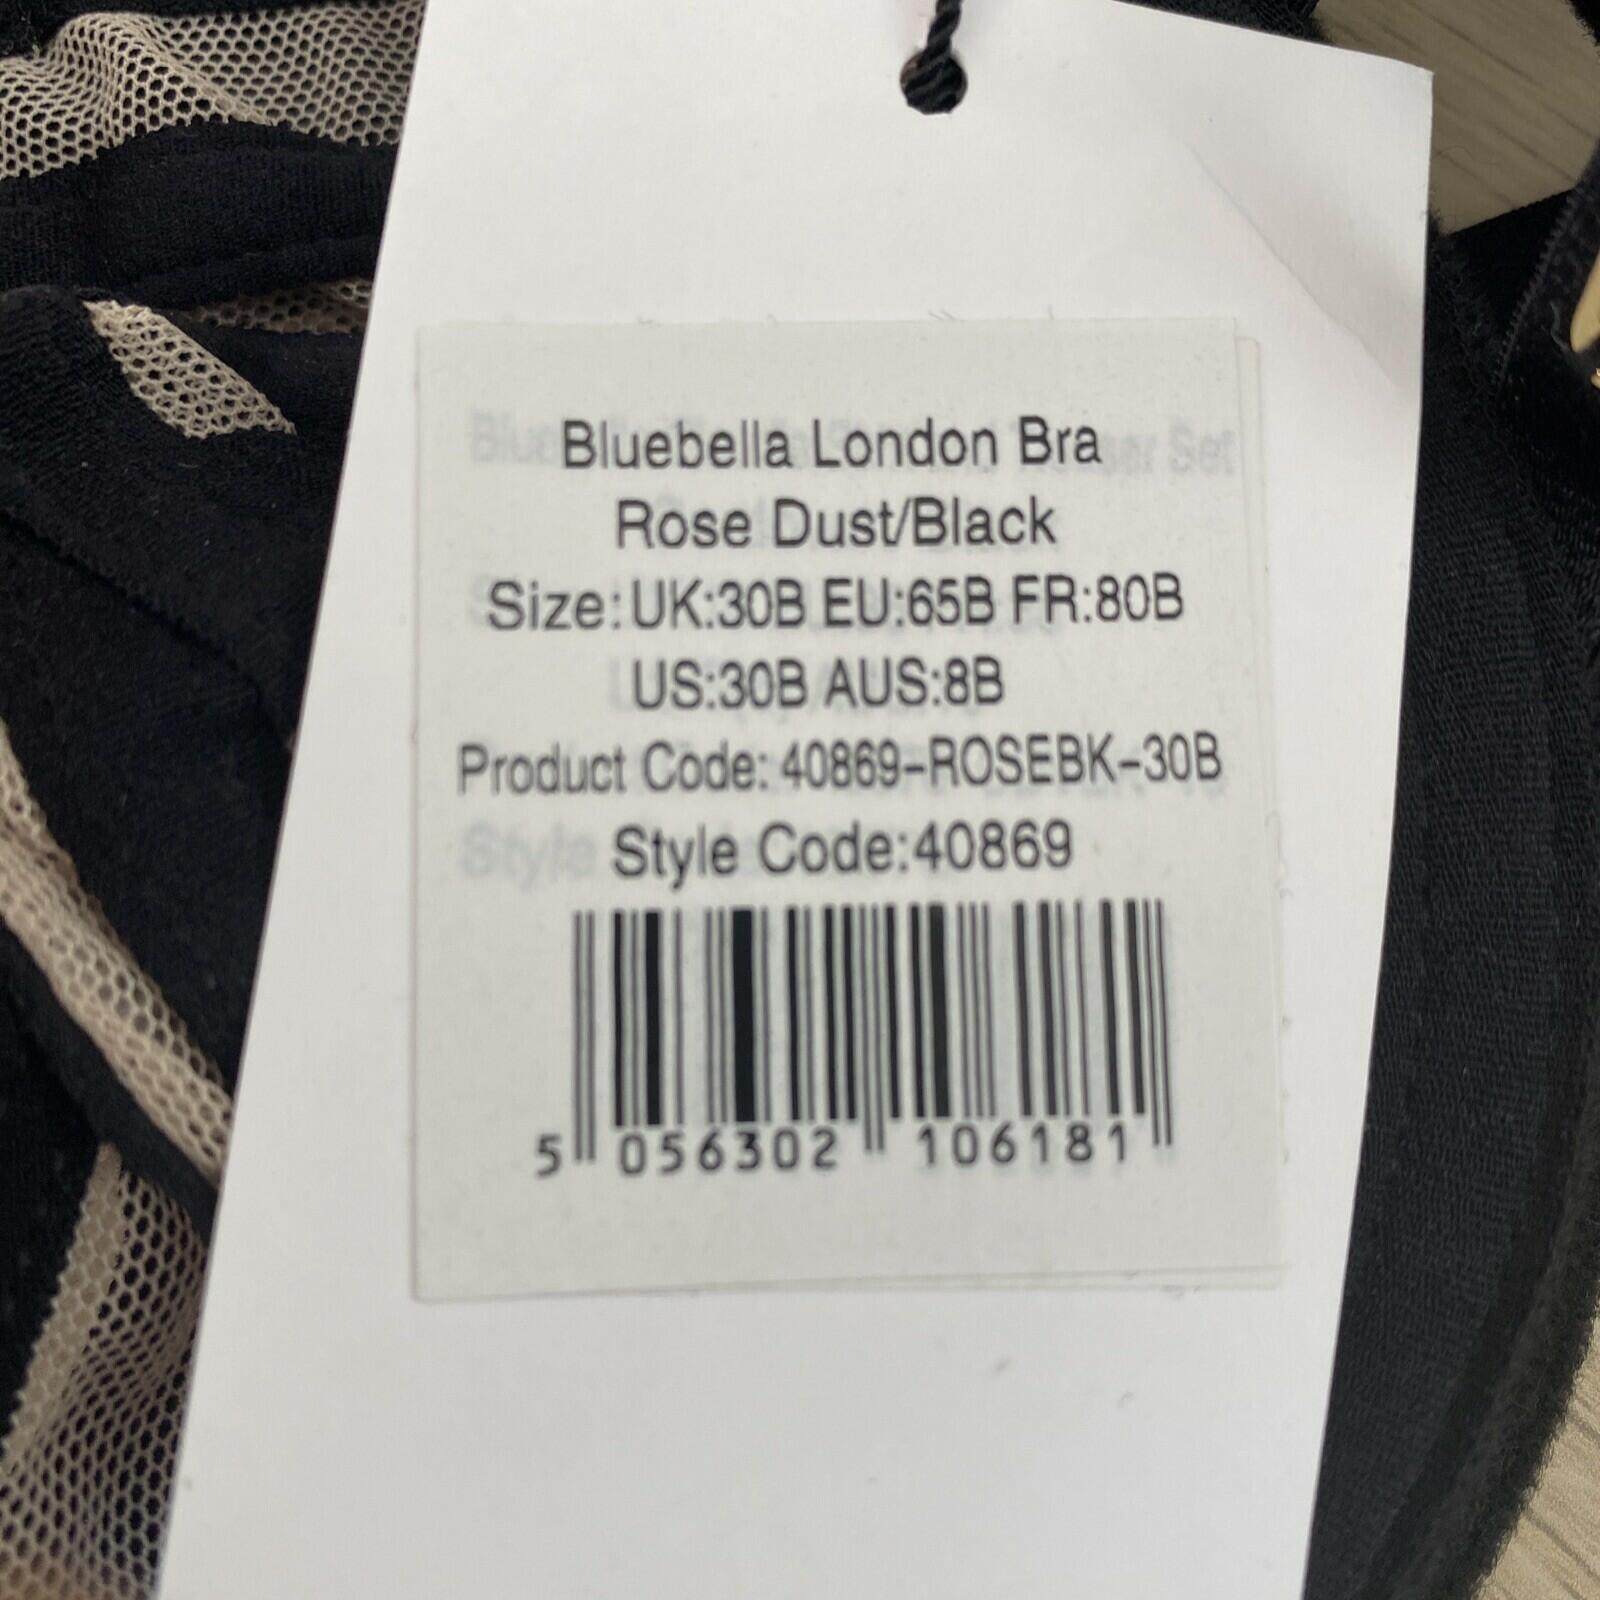 Bluebella London Bra
Rose Dust/Black
Size:UK:30B EU:65B FR:80B
US:30B AUS:8B
Product Code: 40869-ROSEBK-30B
Style Code:40869
5 056302 106181